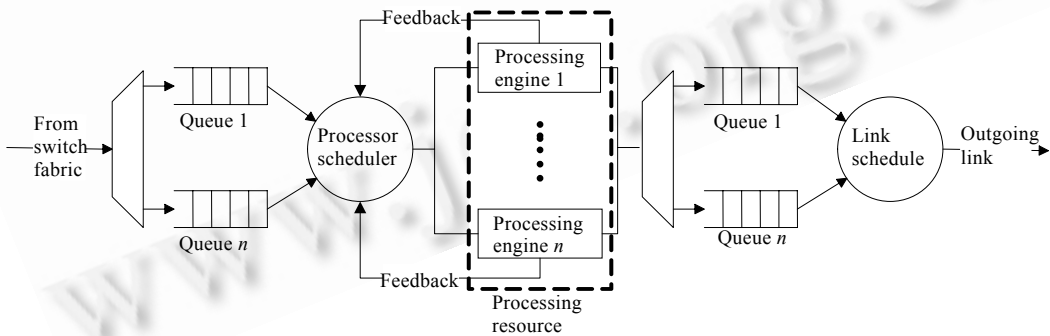 From
switch
fabric
Queue 1
Queue n
Processor
scheduler
Feedback
Feedback
Processing
engine 1
Processing
engine n
Processing
resource
Queue 1
Queue n
Link
schedule
Outgoing
link